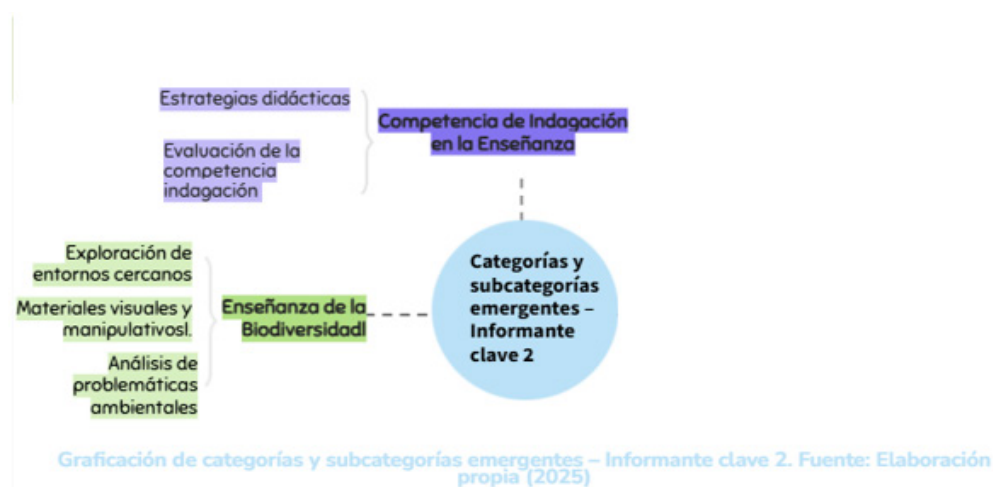 Estrategias didácticas
Evaluación de la
competencia
indagación
Competencia de Indagación
en la Enseñanza
Exploración de
entornos cercanos
Materiales visuales y
manipulativosl.
Análisis de
problemáticas
ambientales
Enseñanza de la
Biodiversidadl
Categorías y
subcategorías
emergentes –
Informante
clave 2
Graficación de categorías y subcategorías emergentes – Informante clave 2. Fuente: Elaboración
propia (2025)